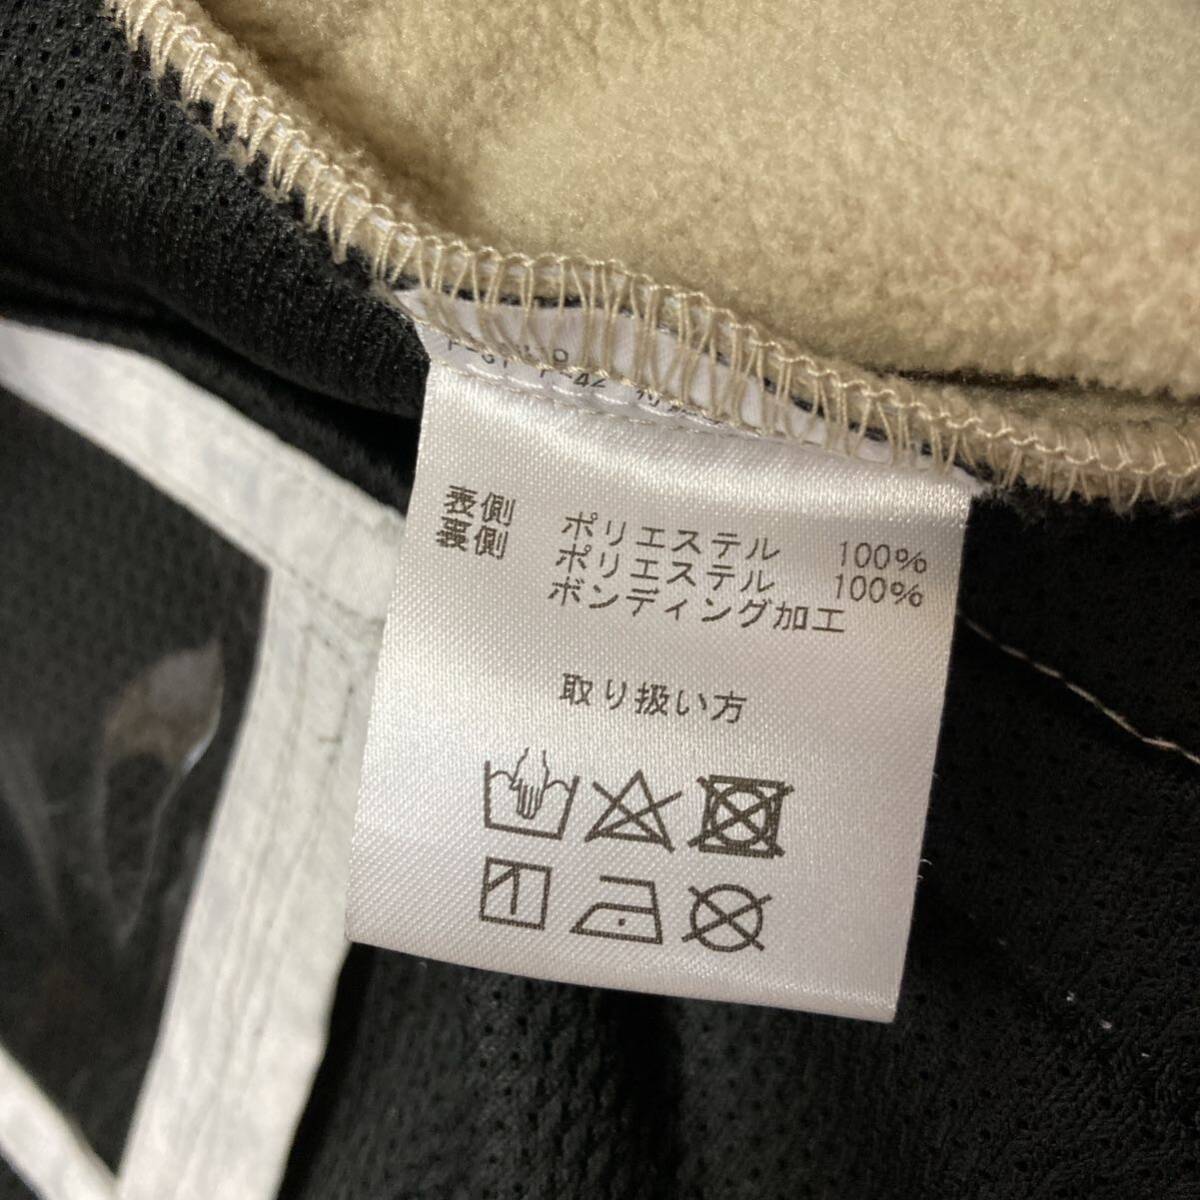 表側 ポリエステル 100%
裏側 ポリエステル 100%
ボンディング加工
取り扱い方